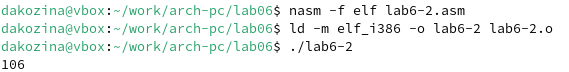 dakozina@vbox:~/work/arch-pc/lab06$ nasm -f elf lab6-2.asm
dakozina@vbox:~/work/arch-pc/lab06$ ld -m elf_i386 -o lab6-2 lab6-2.o
dakozina@vbox:~/work/arch-pc/lab06$ ./lab6-2
106